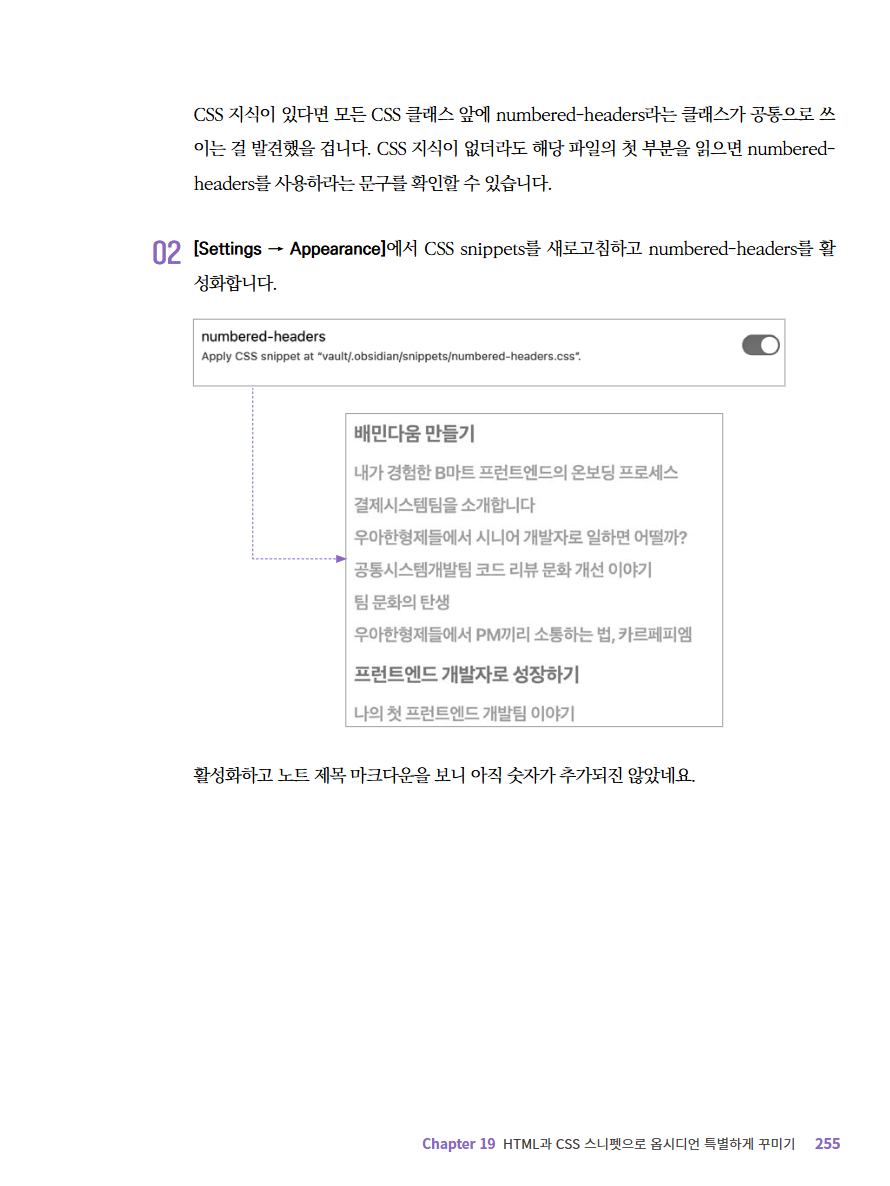 CSS 지식이 있다면 모든 CSS 클래스 앞에 numbered-headers라는 클래스가 공통으로 쓰
이는 걸 발견했을 겁니다. CSS 지식이 없더라도 해당 파일의 첫 부분을 읽으면 numbered-
headers를 사용하라는 문구를 확인할 수 있습니다.
02 [Settings → Appearance]에서 CSS snippets를 새로고침하고 numbered-headers를 활
성화합니다.
numbered-headers
Apply CSS snippet at “vault/.obsidian/snippets/numbered-headers.css”.
배민다움 만들기
내가 경험한 B마트 프런트엔드의 온보딩 프로세스
결제시스템팀을 소개합니다
우아한형제들에서 시니어 개발자로 일하면 어떨까?
공통시스템개발팀 코드 리뷰 문화 개선 이야기
팀 문화의 탄생
우아한형제들에서 PM끼리 소통하는 법, 카르페피엠
프런트엔드 개발자로 성장하기
나의 첫 프런트엔드 개발팀 이야기
활성화하고 노트 제목 마크다운을 보니 아직 숫자가 추가되진 않았네요.
Chapter 19 HTML과 CSS 스니펫으로 옵시디언 특별하게 꾸미기 255